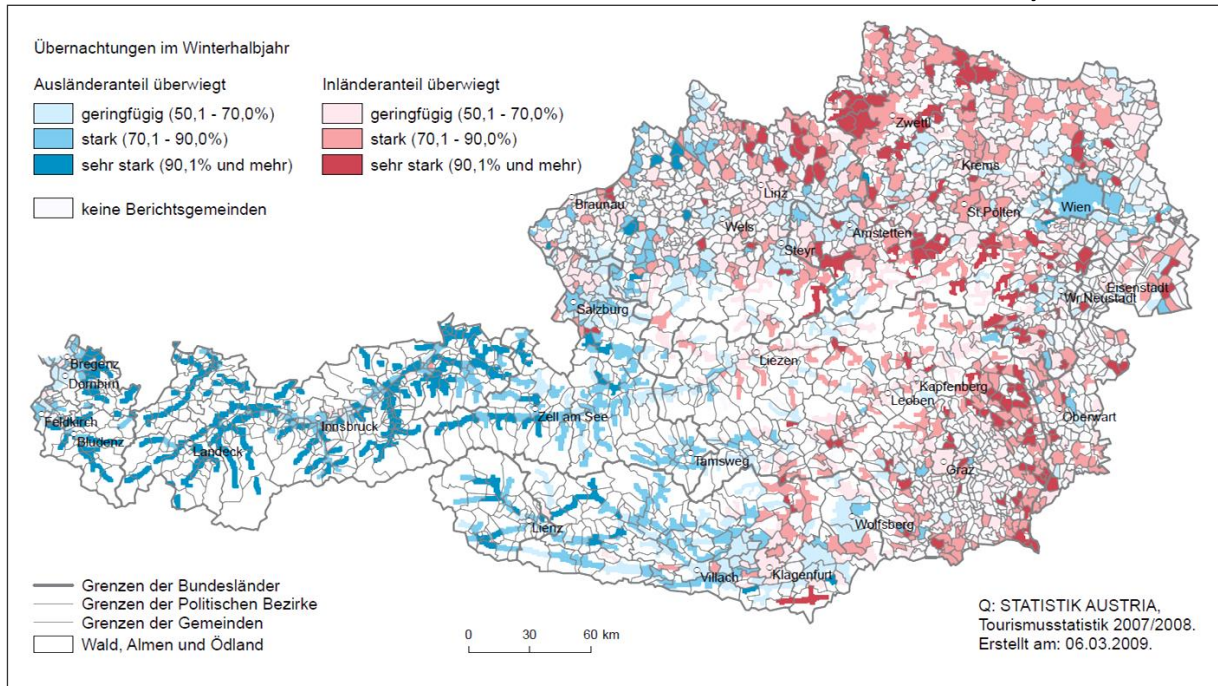 Übernachtungen im Winterhalbjahr
Ausländeranteil überwiegt
geringfügig (50,1 - 70,0%)
stark (70,1 - 90,0%)
sehr stark (90,1% und mehr)
Inländeranteil überwiegt
geringfügig (50,1 - 70,0%)
stark (70,1 - 90,0%)
sehr stark (90,1% und mehr)
keine Berichtsgemeinden
Zwettl
Krems
Linz
Braunau
Wien
St.Pölten
Wels
Amstetten
Steyr
Eisenstadt
Wr.Neustadt
Salzburg
Bregenz
Dornbirn
Liezen
Kapfenberg
Leoben
Feldkirch
Zell am See
Oberwart
Innsbruck
Bludenz
Landeck
Tamsweg
Graz
Lienz
Wolfsberg
Villach
Klagenfurt
Grenzen der Bundesländer
Grenzen der Politischen Bezirke
Grenzen der Gemeinden
Wald, Almen und Ödland
0 30 60 km
Q: STATISTIK AUSTRIA,
Tourismusstatistik 2007/2008.
Erstellt am: 06.03.2009.